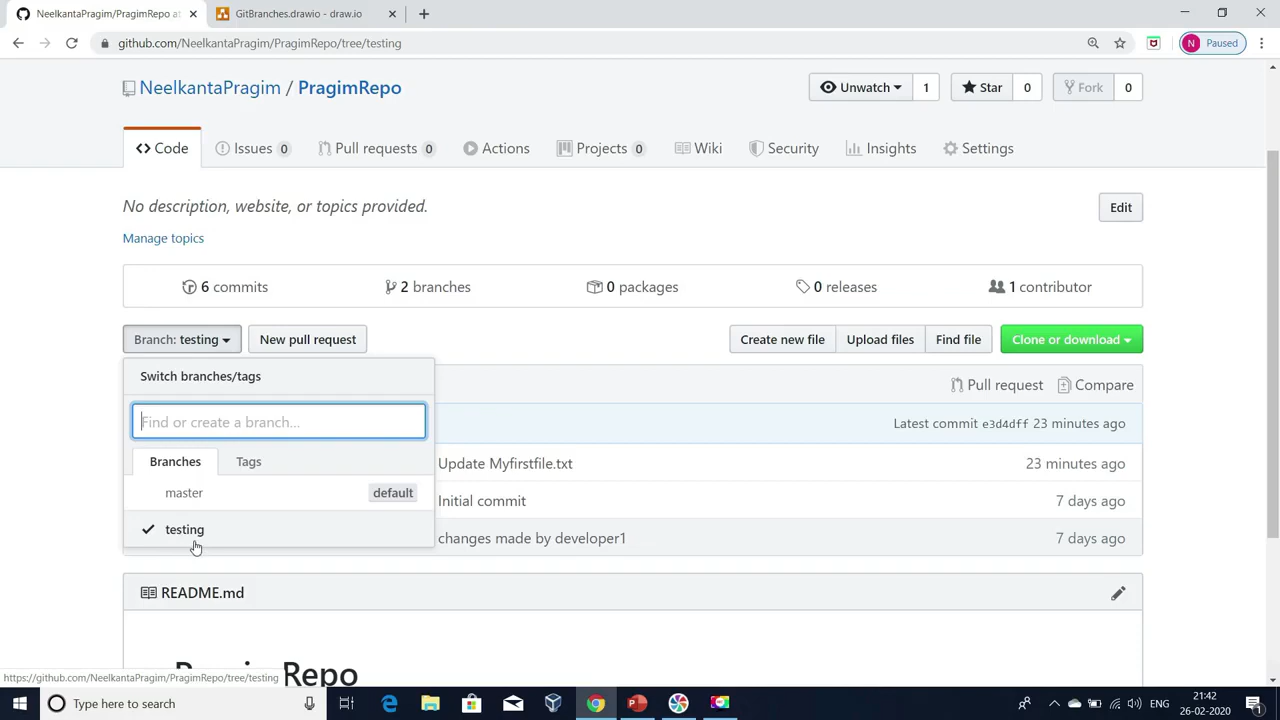 NeelkantaPragim/PragimRepo at
GitBranches.drawio - draw.io
github.com/NeelkantaPragim/PragimRepo/tree/testing
N Paused
NeelkantaPragim / PragimRepo
Unwatch 1 Star 0 Fork 0
Code Issues 0 Pull requests 0 Actions Projects 0 Wiki Security Insights Settings
No description, website, or topics provided.
Edit
Manage topics
6 commits 2 branches 0 packages 0 releases 1 contributor
Branch: testing New pull request Create new file Upload files Find file Clone or download
Switch branches/tags
Pull request Compare
Find or create a branch...
Latest commit e3d4dff 23 minutes ago
Branches Tags
Update Myfirstfile.txt 23 minutes ago
master default
Initial commit 7 days ago
testing
changes made by developer1 7 days ago
README.md
Repo
https://github.com/NeelkantaPragim/PragimRepo/tree/testing
Type here to search
ENG
21:42
26-02-2020
1